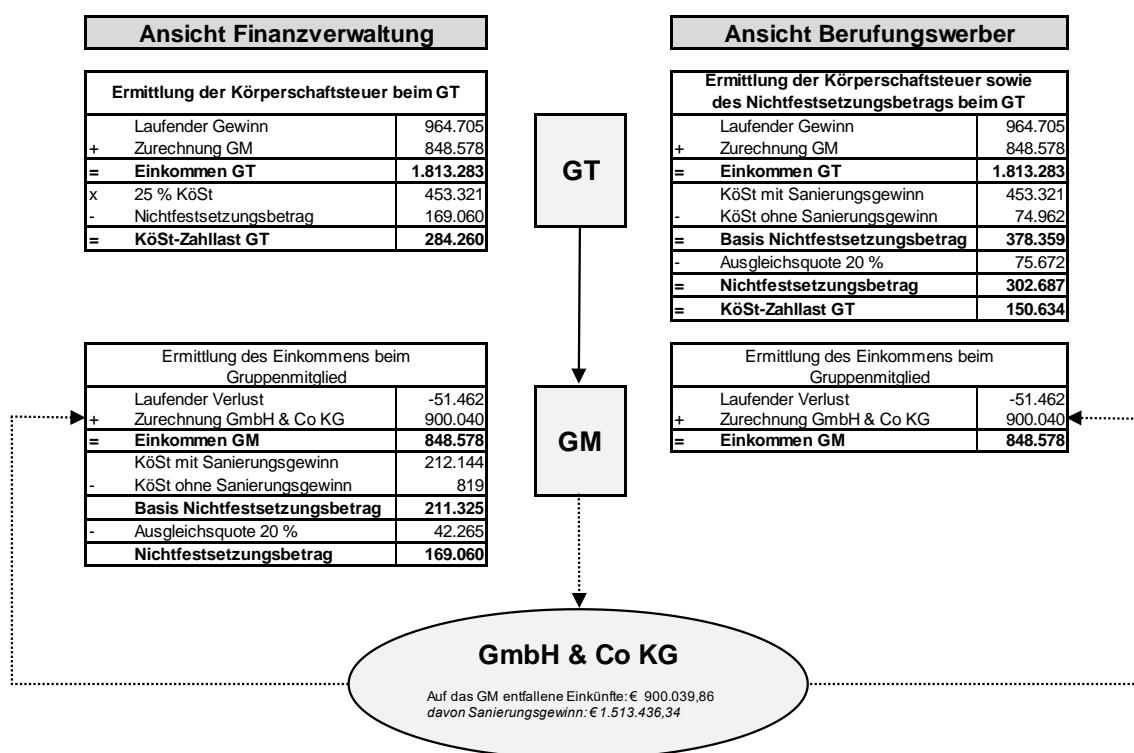 Ansicht Finanzverwaltung
Ermittlung der Körperschaftsteuer beim GT
Laufender Gewinn 964.705
+ Zurechnung GM 848.578
= Einkommen GT 1.813.283
x 25 % KöSt 453.321
- Nichtfestsetzungsbetrag 169.060
= KöSt-Zahllast GT 284.260
Ermittlung des Einkommens beim
Gruppenmitglied
Laufender Verlust -51.462
+ Zurechnung GmbH & Co KG 900.040
= Einkommen GM 848.578
KöSt mit Sanierungsgewinn 212.144
- KöSt ohne Sanierungsgewinn 819
Basis Nichtfestsetzungsbetrag 211.325
- Ausgleichsquote 20 % 42.265
Nichtfestsetzungsbetrag 169.060
GT
GM
Ansicht Berufungswerber
Ermittlung der Körperschaftsteuer sowie
des Nichtfestsetzungsbetrags beim GT
Laufender Gewinn 964.705
+ Zurechnung GM 848.578
= Einkommen GT 1.813.283
KöSt mit Sanierungsgewinn 453.321
- KöSt ohne Sanierungsgewinn 74.962
= Basis Nichtfestsetzungsbetrag 378.359
- Ausgleichsquote 20 % 75.672
= Nichtfestsetzungsbetrag 302.687
= KöSt-Zahllast GT 150.634
Ermittlung des Einkommens beim
Gruppenmitglied
Laufender Verlust -51.462
+ Zurechnung GmbH & Co KG 900.040
= Einkommen GM 848.578
GmbH & Co KG
Auf das GM entfallene Einkünfte: € 900.039,86
davon Sanierungsgewinn: € 1.513.436,34